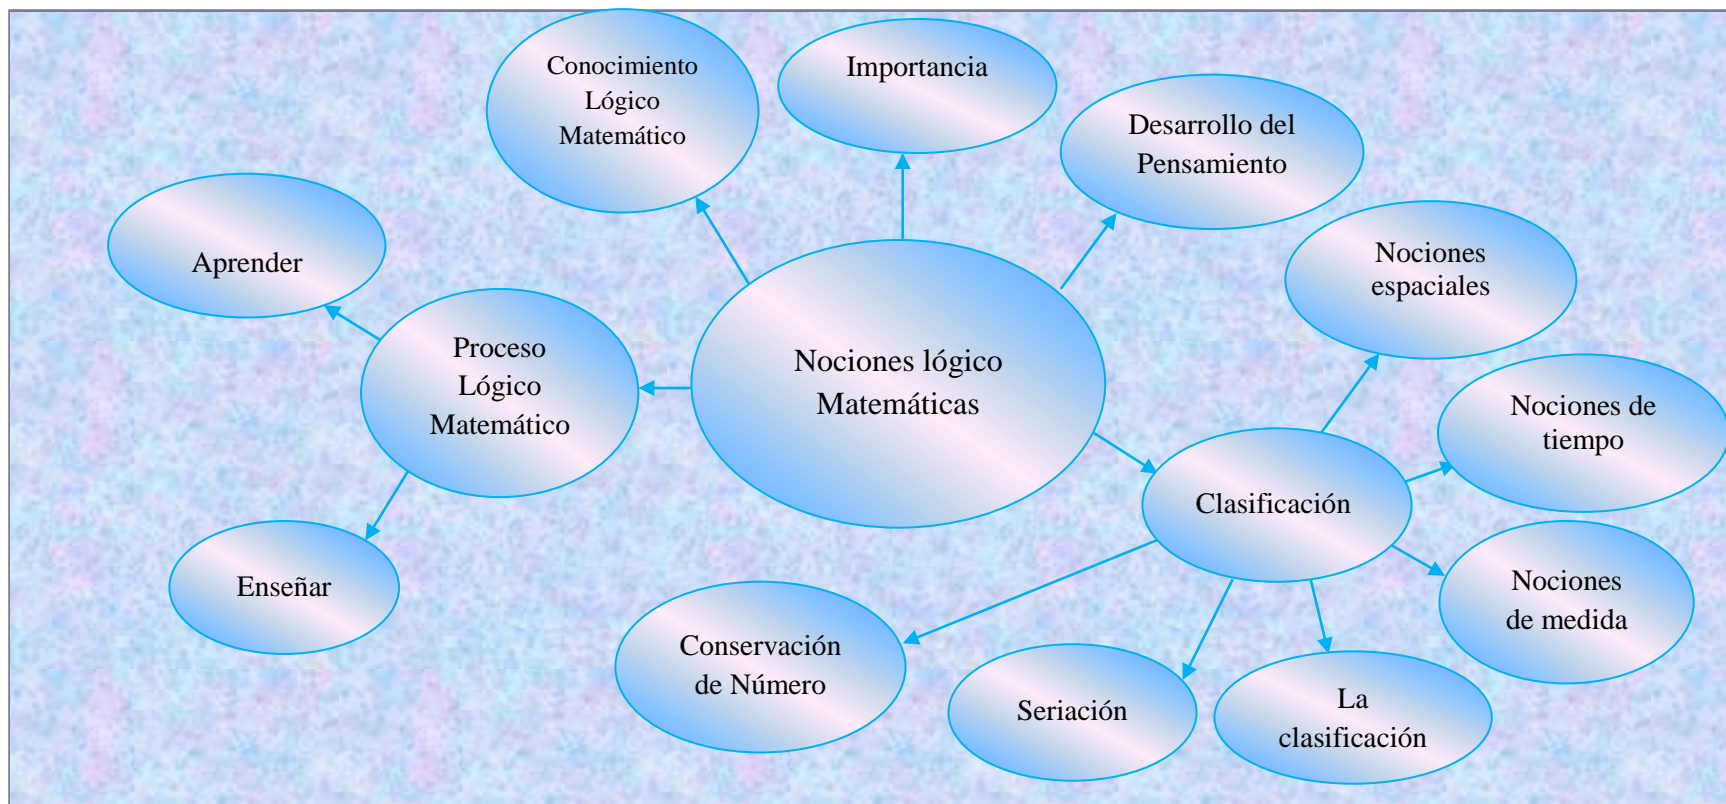 Conocimiento
Lógico
Matemático
Importancia
Desarrollo del
Pensamiento
Nociones
espaciales
Aprender
Proceso
Lógico
Matemático
Nociones lógico
Matemáticas
Nociones de
tiempo
Clasificación
Enseñar
Nociones
de medida
Conservación
de Número
Seriación
La
clasificación